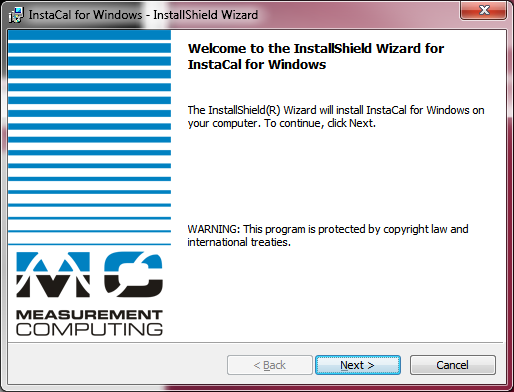 InstaCal for Windows - InstallShield Wizard
Welcome to the InstallShield Wizard for
InstaCal for Windows
The InstallShield(R) Wizard will install InstaCal for Windows on
your computer. To continue, click Next.
WARNING: This program is protected by copyright law and
international treaties.
MC
MEASUREMENT
COMPUTING
< Back
Next >
Cancel